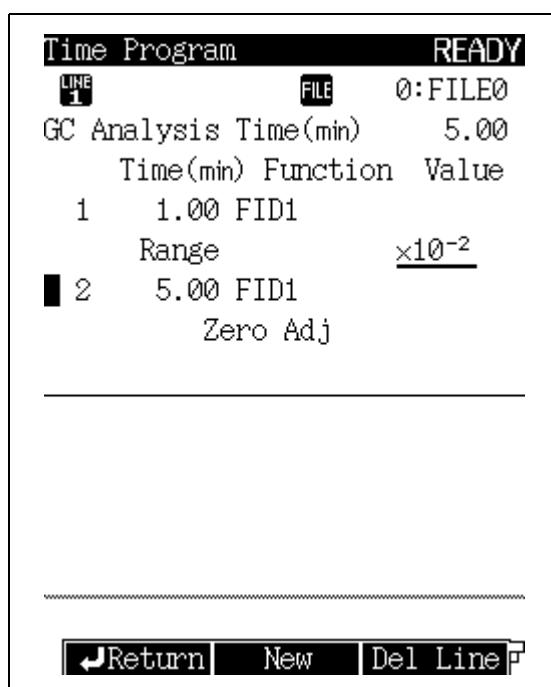 Time Program READY
LINE 1 FILE 0:FILE0
GC Analysis Time(min) 5.00
Time(min) Function Value
1 1.00 FID1
Range ×10⁻²
2 5.00 FID1
Zero Adj
↵Return New Del Line P